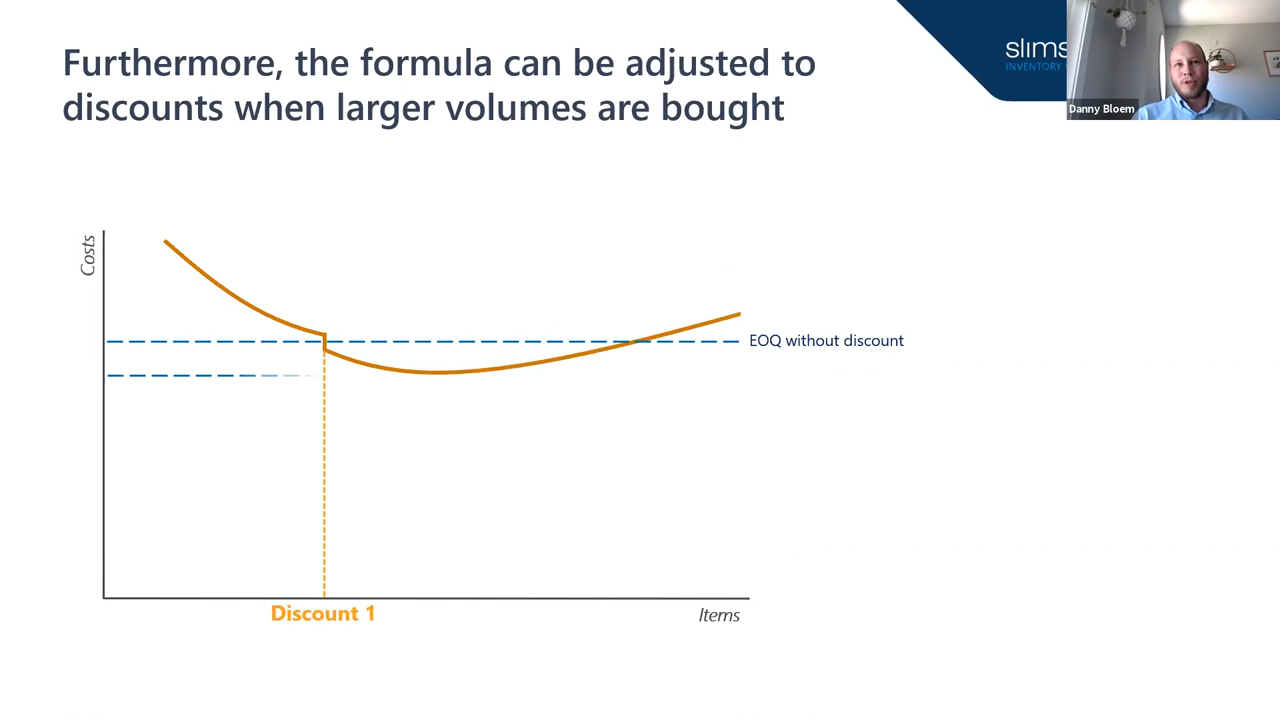 Furthermore, the formula can be adjusted to
discounts when larger volumes are bought
slims
INVENTORY
Danny Bloem
Costs
EOQ without discount
Discount 1
Items